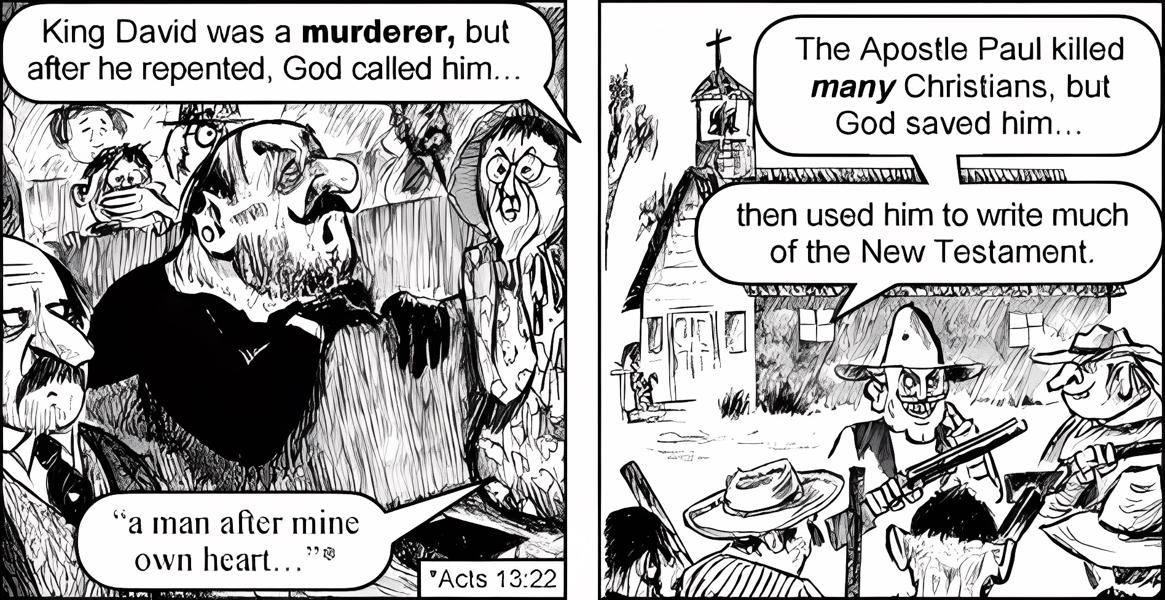 King David was a murderer, but
after he repented, God called him...
"a man after mine
own heart..."
Acts 13:22
The Apostle Paul killed
many Christians, but
God saved him...
then used him to write much
of the New Testament.